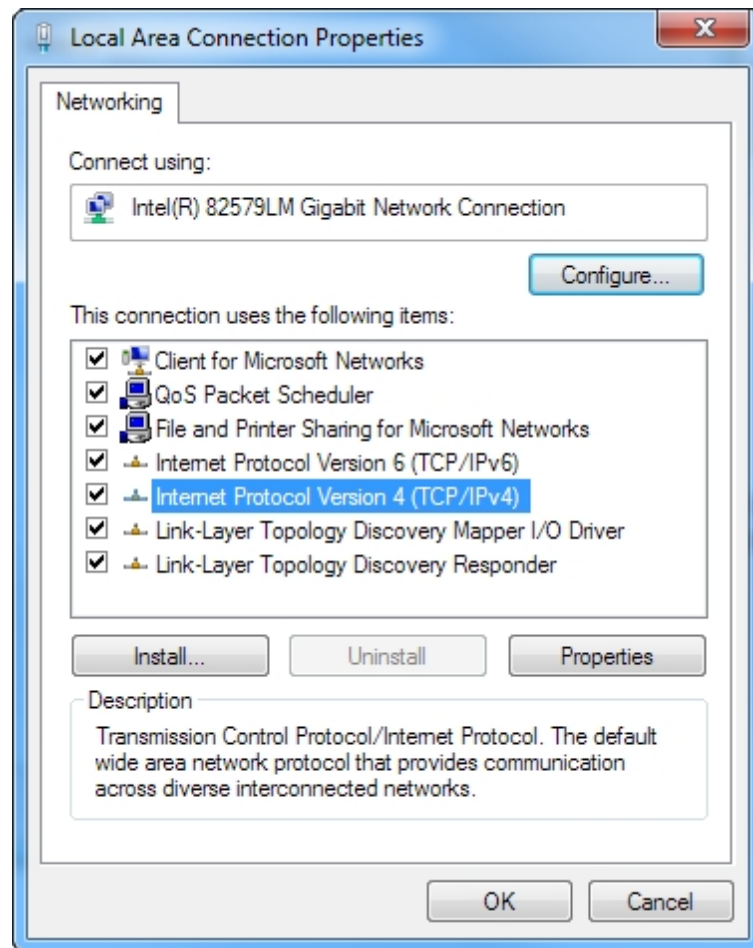 Local Area Connection Properties
Networking
Connect using:
Intel(R) 82579LM Gigabit Network Connection
Configure...
This connection uses the following items:
Client for Microsoft Networks
QoS Packet Scheduler
File and Printer Sharing for Microsoft Networks
Internet Protocol Version 6 (TCP/IPv6)
Internet Protocol Version 4 (TCP/IPv4)
Link-Layer Topology Discovery Mapper I/O Driver
Link-Layer Topology Discovery Responder
Install... Uninstall Properties
Description
Transmission Control Protocol/Internet Protocol. The default
wide area network protocol that provides communication
across diverse interconnected networks.
OK Cancel